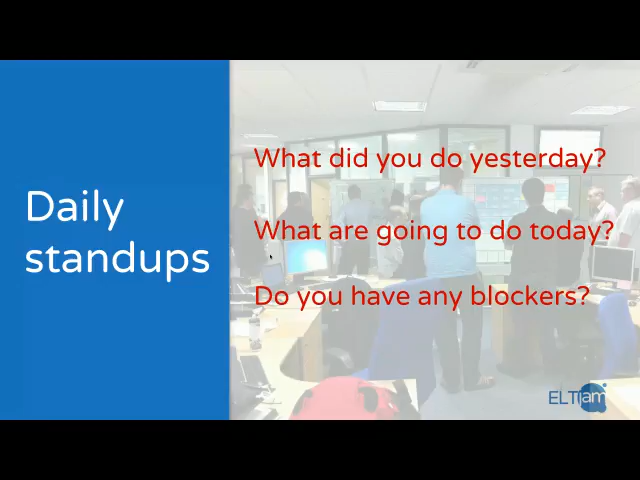 Daily
standups
What did you do yesterday?
What are going to do today?
Do you have any blockers?
ELTjam